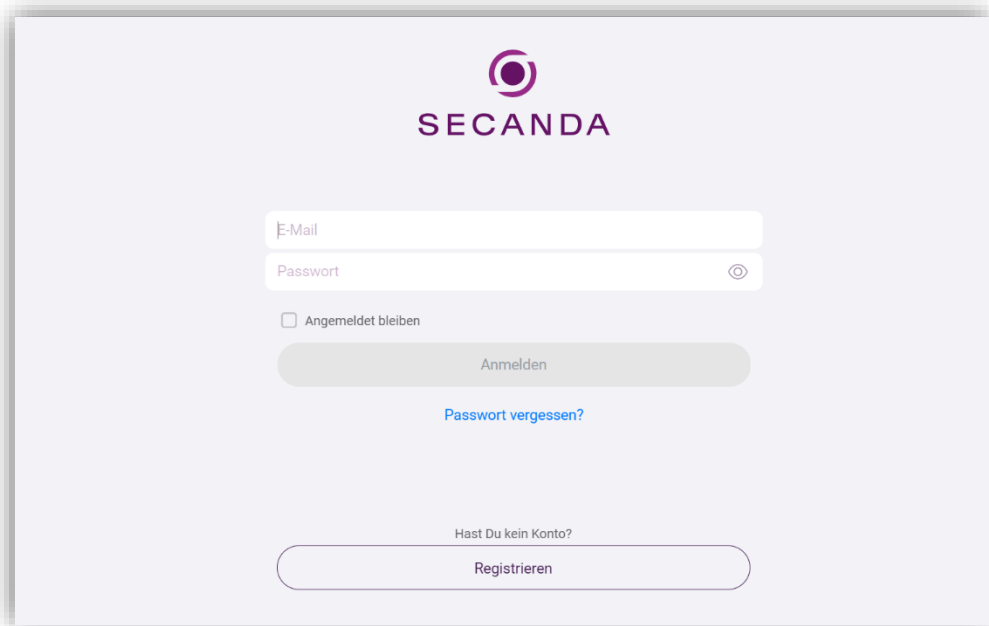 SECANDA
E-Mail
Passwort
Angemeldet bleiben
Anmelden
Passwort vergessen?
Hast Du kein Konto?
Registrieren